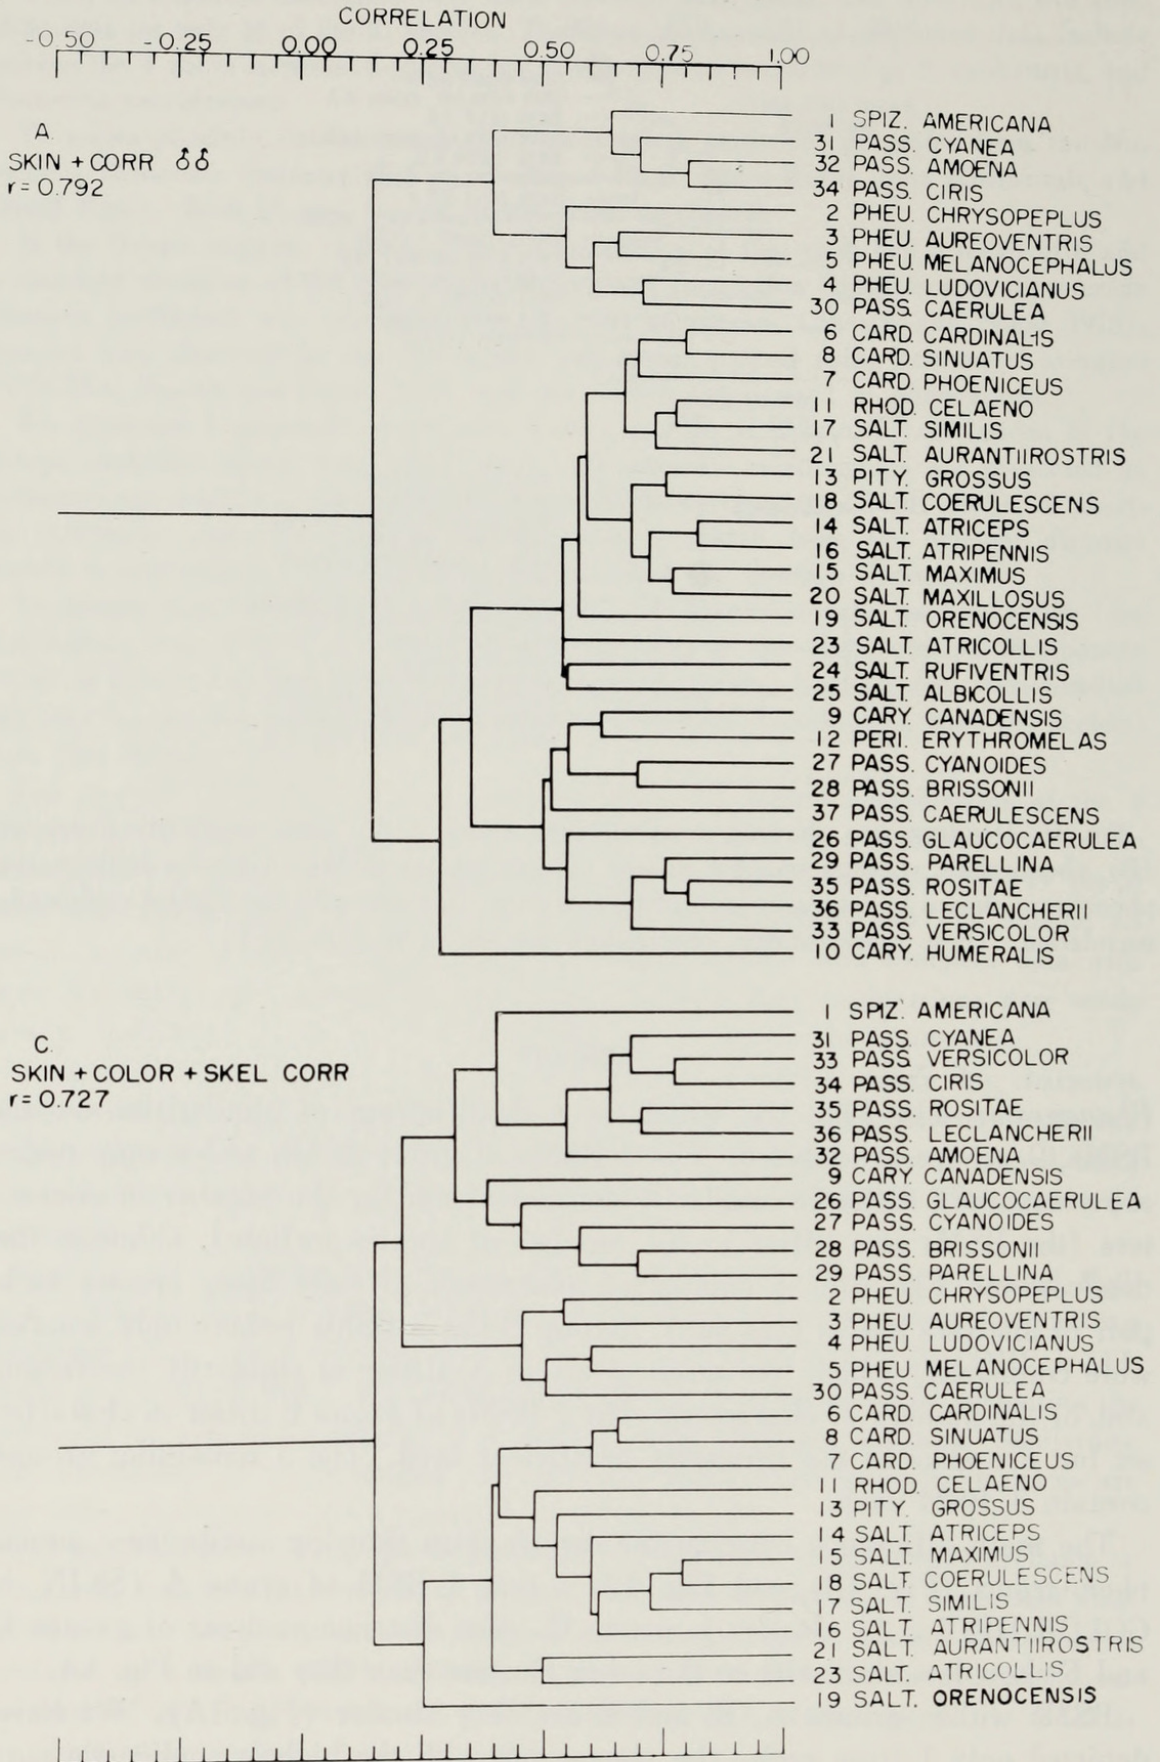 CORRELATION
-0.50 -0.25 0.00 0.25 0.50 0.75 1.00
A.
SKIN + CORR ♂♂
r = 0.792
1 SPIZ. AMERICANA
31 PASS. CYANEA
32 PASS. AMOENA
34 PASS. CIRIS
2 PHEU. CHRYSOPEPLUS
3 PHEU. AUREOVENTRIS
5 PHEU. MELANOCEPHALUS
4 PHEU. LUDOVICIANUS
30 PASS. CAERULEA
6 CARD. CARDINALIS
8 CARD. SINUATUS
7 CARD. PHOENICEUS
11 RHOD. CELAENO
17 SALT. SIMILIS
21 SALT. AURANTIIROSTRIS
13 PITY. GROSSUS
18 SALT. COERULESCENS
14 SALT. ATRICEPS
16 SALT. ATRIPENNIS
15 SALT. MAXIMUS
20 SALT. MAXILLOSUS
19 SALT. ORENOCENSIS
23 SALT. ATRICOLLIS
24 SALT. RUFIVENTRIS
25 SALT. ALBICOLLIS
9 CARY. CANADENSIS
12 PERI. ERYTHROMELAS
27 PASS. CYANOIDES
28 PASS. BRISSONII
37 PASS. CAERULESCENS
26 PASS. GLAUCOCAERULEA
29 PASS. PARELLINA
35 PASS. ROSITAE
36 PASS. LECLANCHERII
33 PASS. VERSICOLOR
10 CARY. HUMERALIS
C.
SKIN + COLOR + SKEL CORR
r = 0.727
1 SPIZ. AMERICANA
31 PASS. CYANEA
33 PASS. VERSICOLOR
34 PASS. CIRIS
35 PASS. ROSITAE
36 PASS. LECLANCHERII
32 PASS. AMOENA
9 CARY. CANADENSIS
26 PASS. GLAUCOCAERULEA
27 PASS. CYANOIDES
28 PASS. BRISSONII
29 PASS. PARELLINA
2 PHEU. CHRYSOPEPLUS
3 PHEU. AUREOVENTRIS
4 PHEU. LUDOVICIANUS
5 PHEU. MELANOCEPHALUS
30 PASS. CAERULEA
6 CARD. CARDINALIS
8 CARD. SINUATUS
7 CARD. PHOENICEUS
11 RHOD. CELAENO
13 PITY. GROSSUS
14 SALT. ATRICEPS
15 SALT. MAXIMUS
18 SALT. COERULESCENS
17 SALT. SIMILIS
16 SALT. ATRIPENNIS
21 SALT. AURANTIIROSTRIS
23 SALT. ATRICOLLIS
19 SALT. ORENOCENSIS